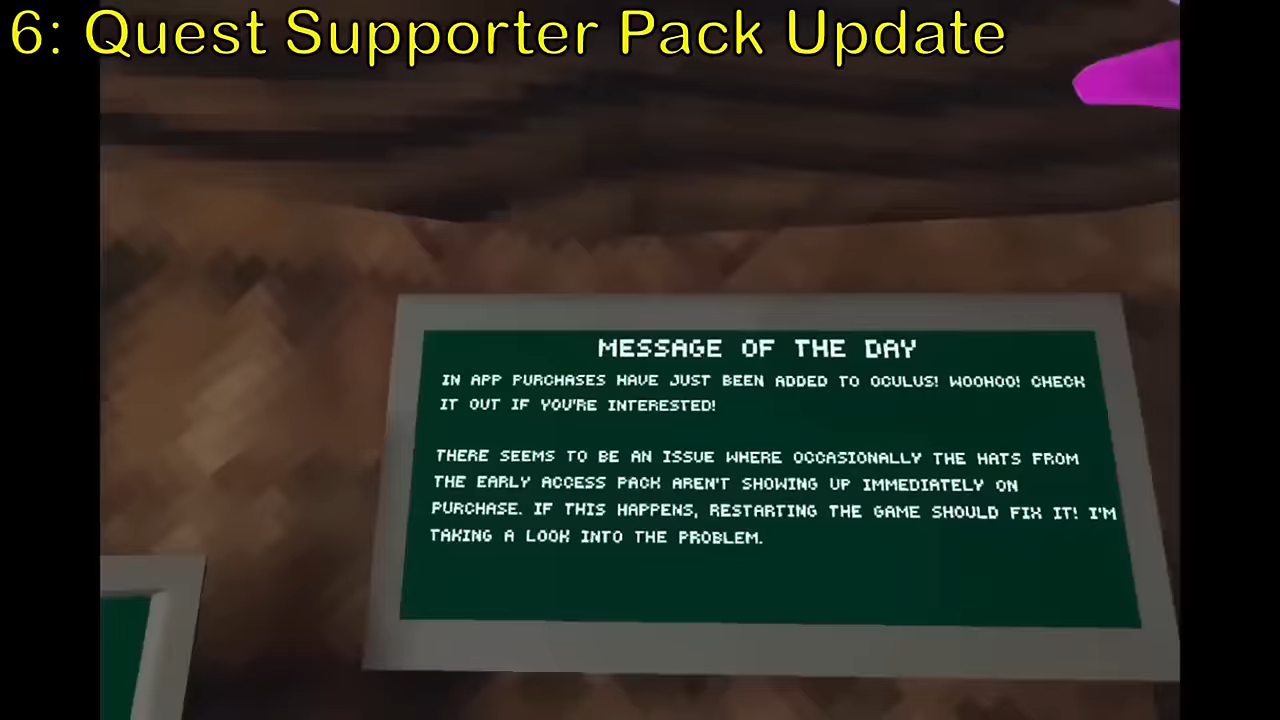 6: Quest Supporter Pack Update
MESSAGE OF THE DAY
IN APP PURCHASES HAVE JUST BEEN ADDED TO OCULUS! WOOHOO! CHECK
IT OUT IF YOU'RE INTERESTED!
THERE SEEMS TO BE AN ISSUE WHERE OCCASIONALLY THE HATS FROM
THE EARLY ACCESS PACK AREN'T SHOWING UP IMMEDIATELY ON
PURCHASE. IF THIS HAPPENS, RESTARTING THE GAME SHOULD FIX IT! I'M
TAKING A LOOK INTO THE PROBLEM.